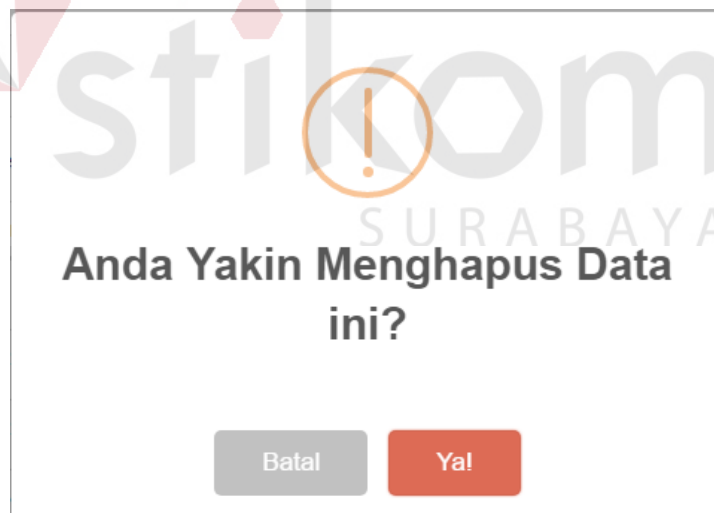 stikom
SURABAYA
Anda Yakin Menghapus Data
ini?
Batal
Ya!